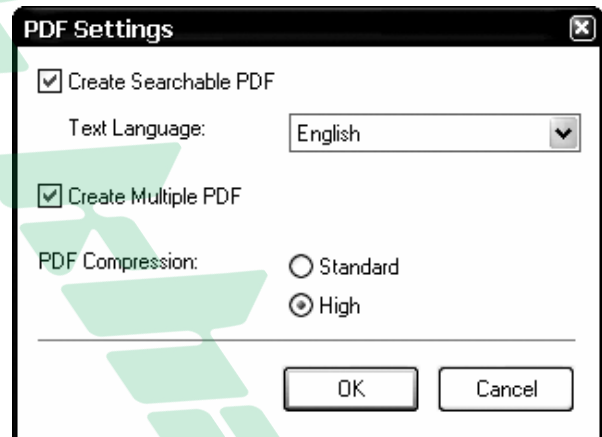 PDF Settings
Create Searchable PDF
Text Language: English
Create Multiple PDF
PDF Compression: Standard
High
OK Cancel